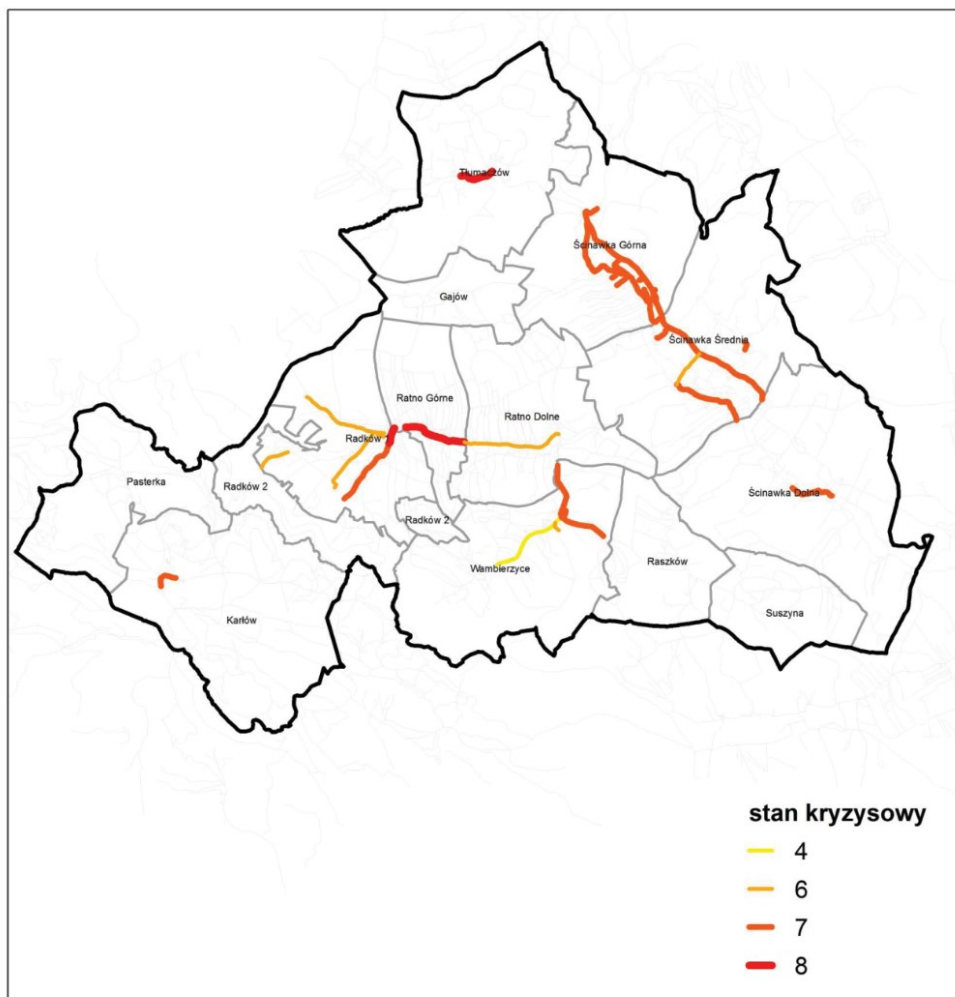 Tłumaczów
Ścinawka Górna
Gajów
Ścinawka Średnia
Ratno Górne
Ratno Dolne
Radków 1
Pasterka
Radków 2
Ścinawka Dolna
Radków 2
Wambierzyce
Raszków
Karłów
Suszyna
stan kryzysowy
4
6
7
8